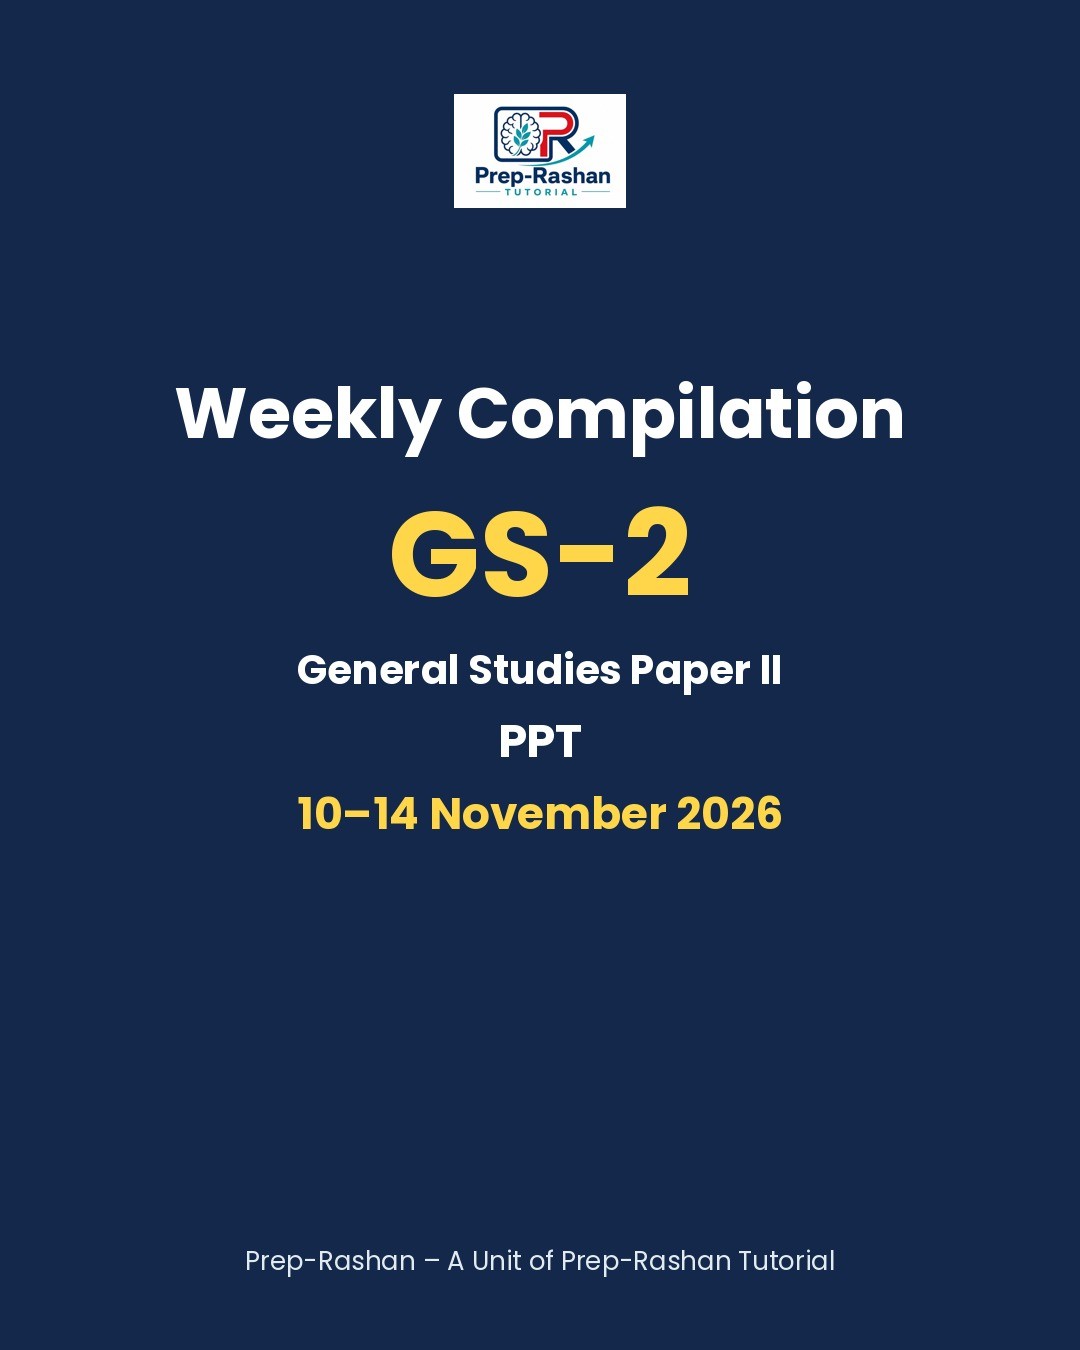 PR
Prep-Rashan
TUTORIAL
Weekly Compilation
GS-2
General Studies Paper II
PPT
10–14 November 2026
Prep-Rashan – A Unit of Prep-Rashan Tutorial